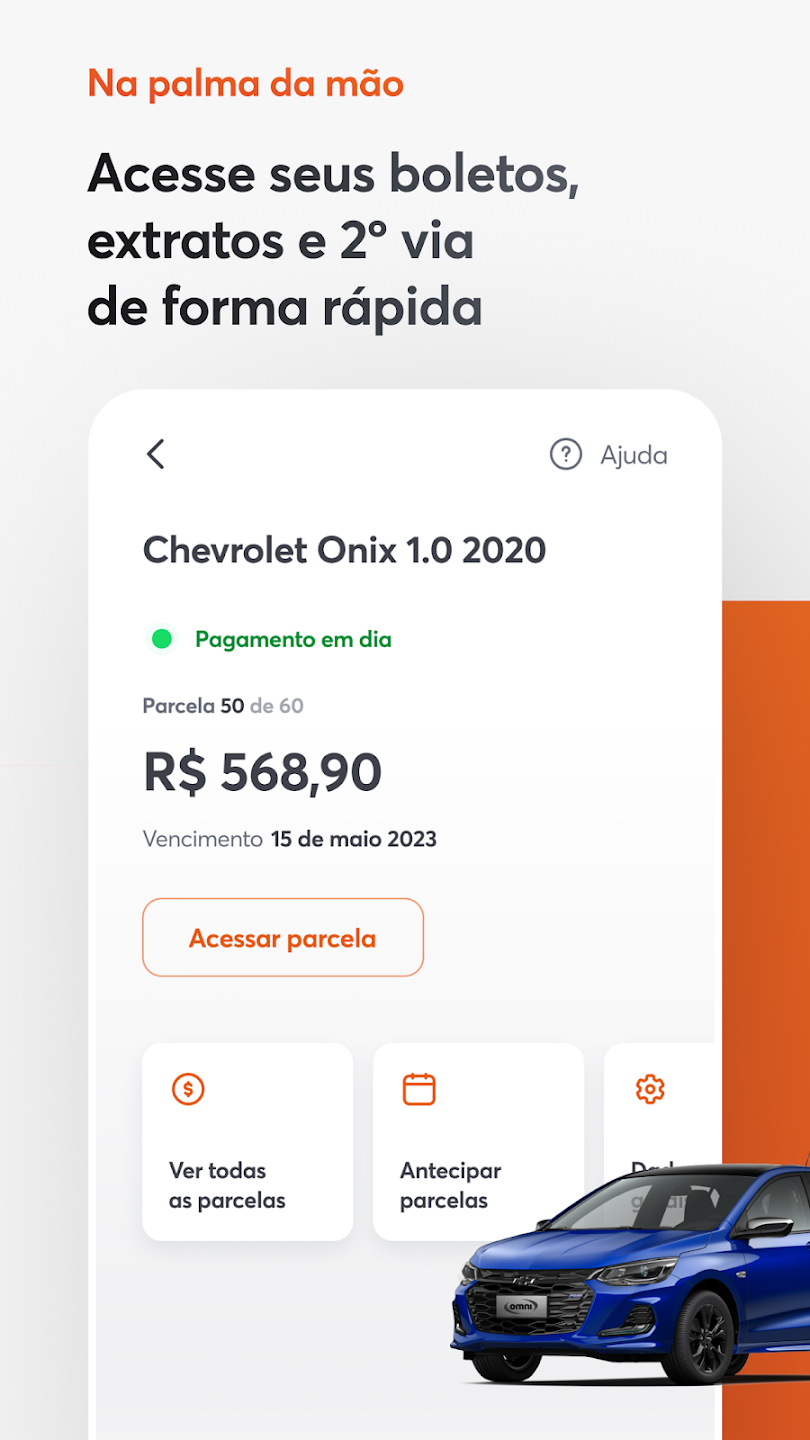 Na palma da mão
Acesse seus boletos,
extratos e 2º via
de forma rápida
Ajuda
Chevrolet Onix 1.0 2020
Pagamento em dia
Parcela 50 de 60
R$ 568,90
Vencimento 15 de maio 2023
Acessar parcela
Ver todas
as parcelas
Antecipar
parcelas
omni